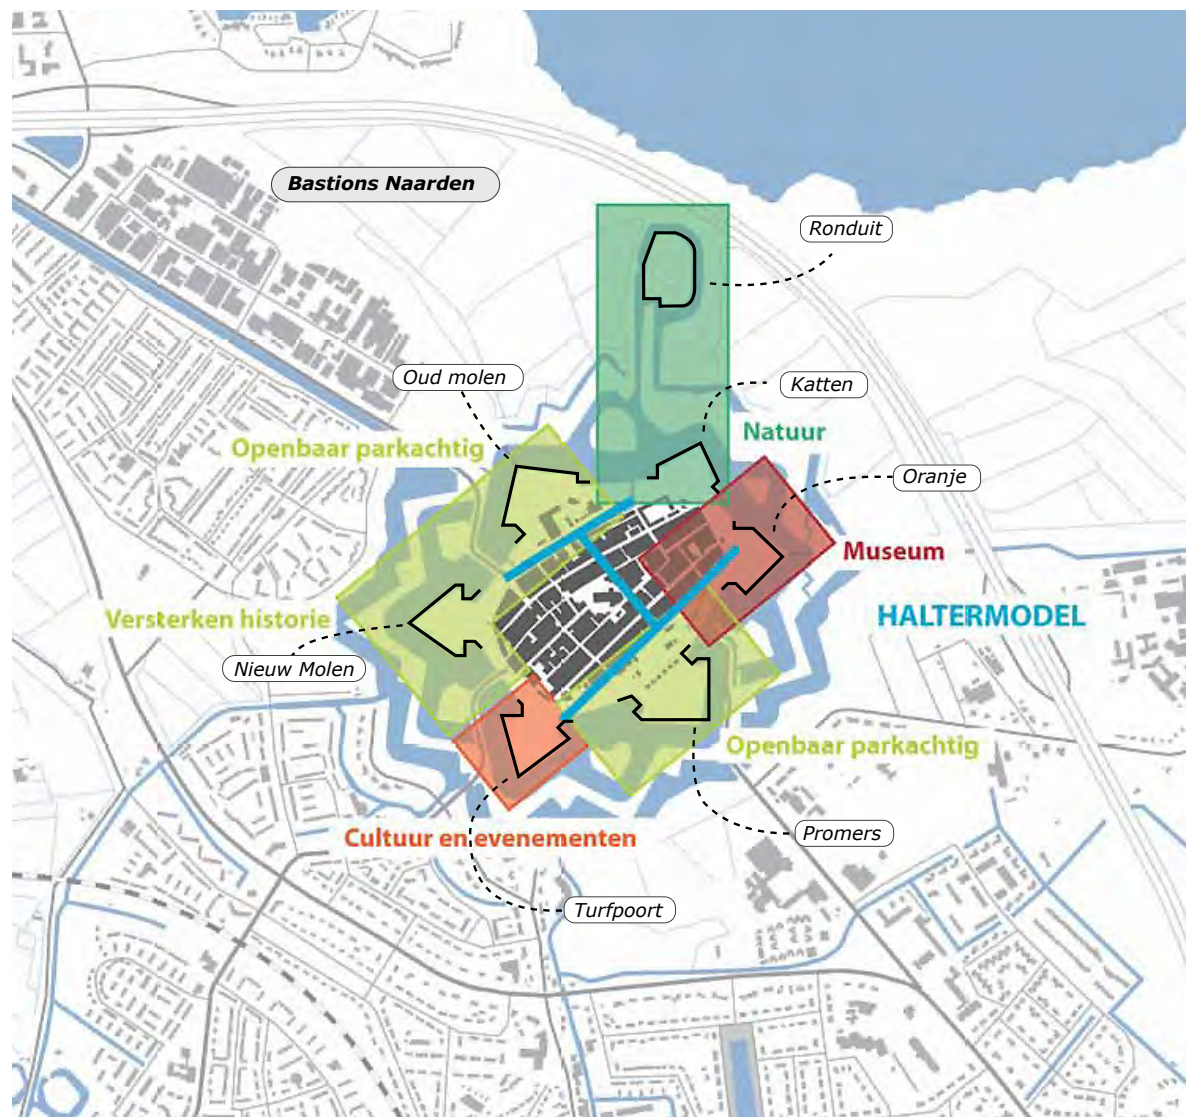 Bastions Naarden
Ronduit
Oud molen
Katten
Natuur
Openbaar parkachtig
Oranje
Museum
Versterken historie
HALTERMODEL
Nieuw Molen
Openbaar parkachtig
Cultuur en evenementen
Promers
Turfpoort